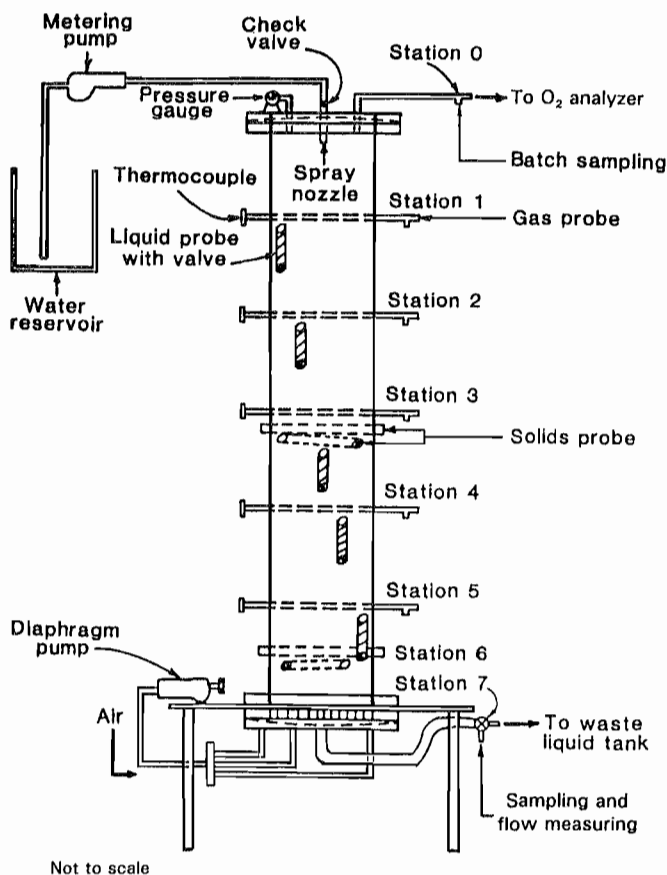 Metering
pump
Check
valve
Station 0
Pressure
gauge
To O₂ analyzer
Batch sampling
Spray
nozzle
Thermocouple
Station 1
Gas probe
Liquid probe
with valve
Water
reservoir
Station 2
Station 3
Solids probe
Station 4
Station 5
Diaphragm
pump
Station 6
Station 7
Air
To waste
liquid tank
Sampling and
flow measuring
Not to scale